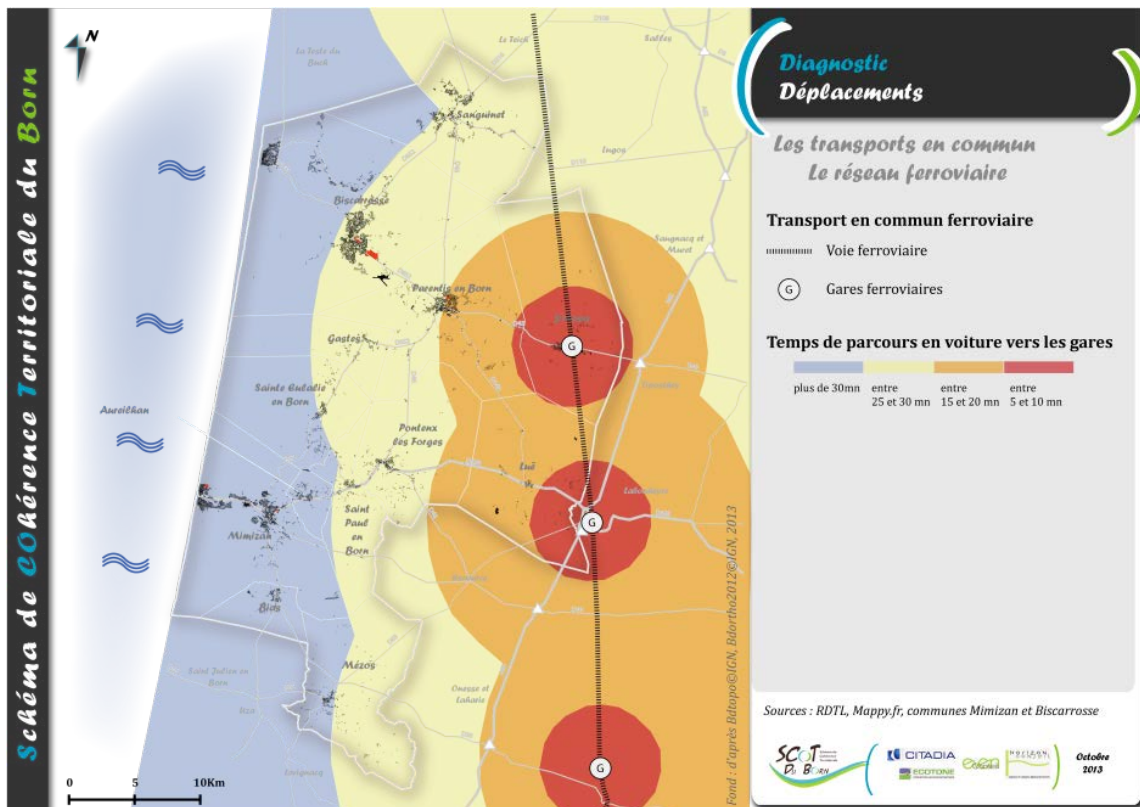 Schéma de COhérence Territoriale du Born
N
La Teste du
Buch
Le Teich
Salles
Sanguinet
Lugos
Biscarrosse
Saugnacq et
Muret
Parentis en Born
Gastes
Sainte Eulalie
en Born
Aureilhan
Pontenx
les Forges
Luë
Labouheyre
Saint
Paul
en
Born
Mimizan
Bias
Mézos
Saint Julien en
Born
Uza
Onesse et
Laharie
Lévignacq
G
G
G
0 5 10Km
Fond : d'après Bdtopo©IGN, Bdortho2012©IGN, 2013
Diagnostic
Déplacements
Les transports en commun
Le réseau ferroviaire
Transport en commun ferroviaire
Voie ferroviaire
G Gares ferroviaires
Temps de parcours en voiture vers les gares
plus de 30mn entre entre entre
25 et 30 mn 15 et 20 mn 5 et 10 mn
Sources : RDTL, Mappy.fr, communes Mimizan et Biscarrosse
SCOT
DU BORN
CITADIA
ECOTONE
Octobre
2013